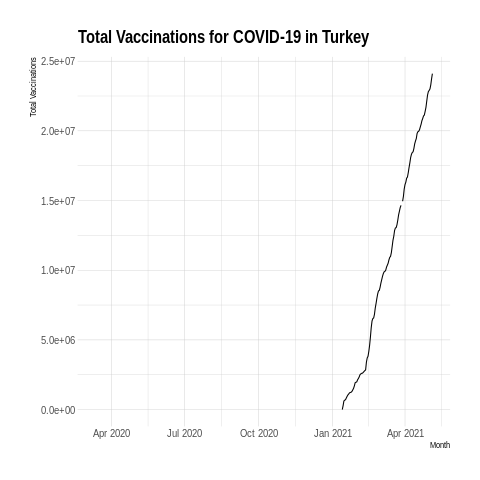 Total Vaccinations for COVID-19 in Turkey
Total Vaccinations
2.5e+07
2.0e+07
1.5e+07
1.0e+07
5.0e+06
0.0e+00
Apr 2020 Jul 2020 Oct 2020 Jan 2021 Apr 2021
Month